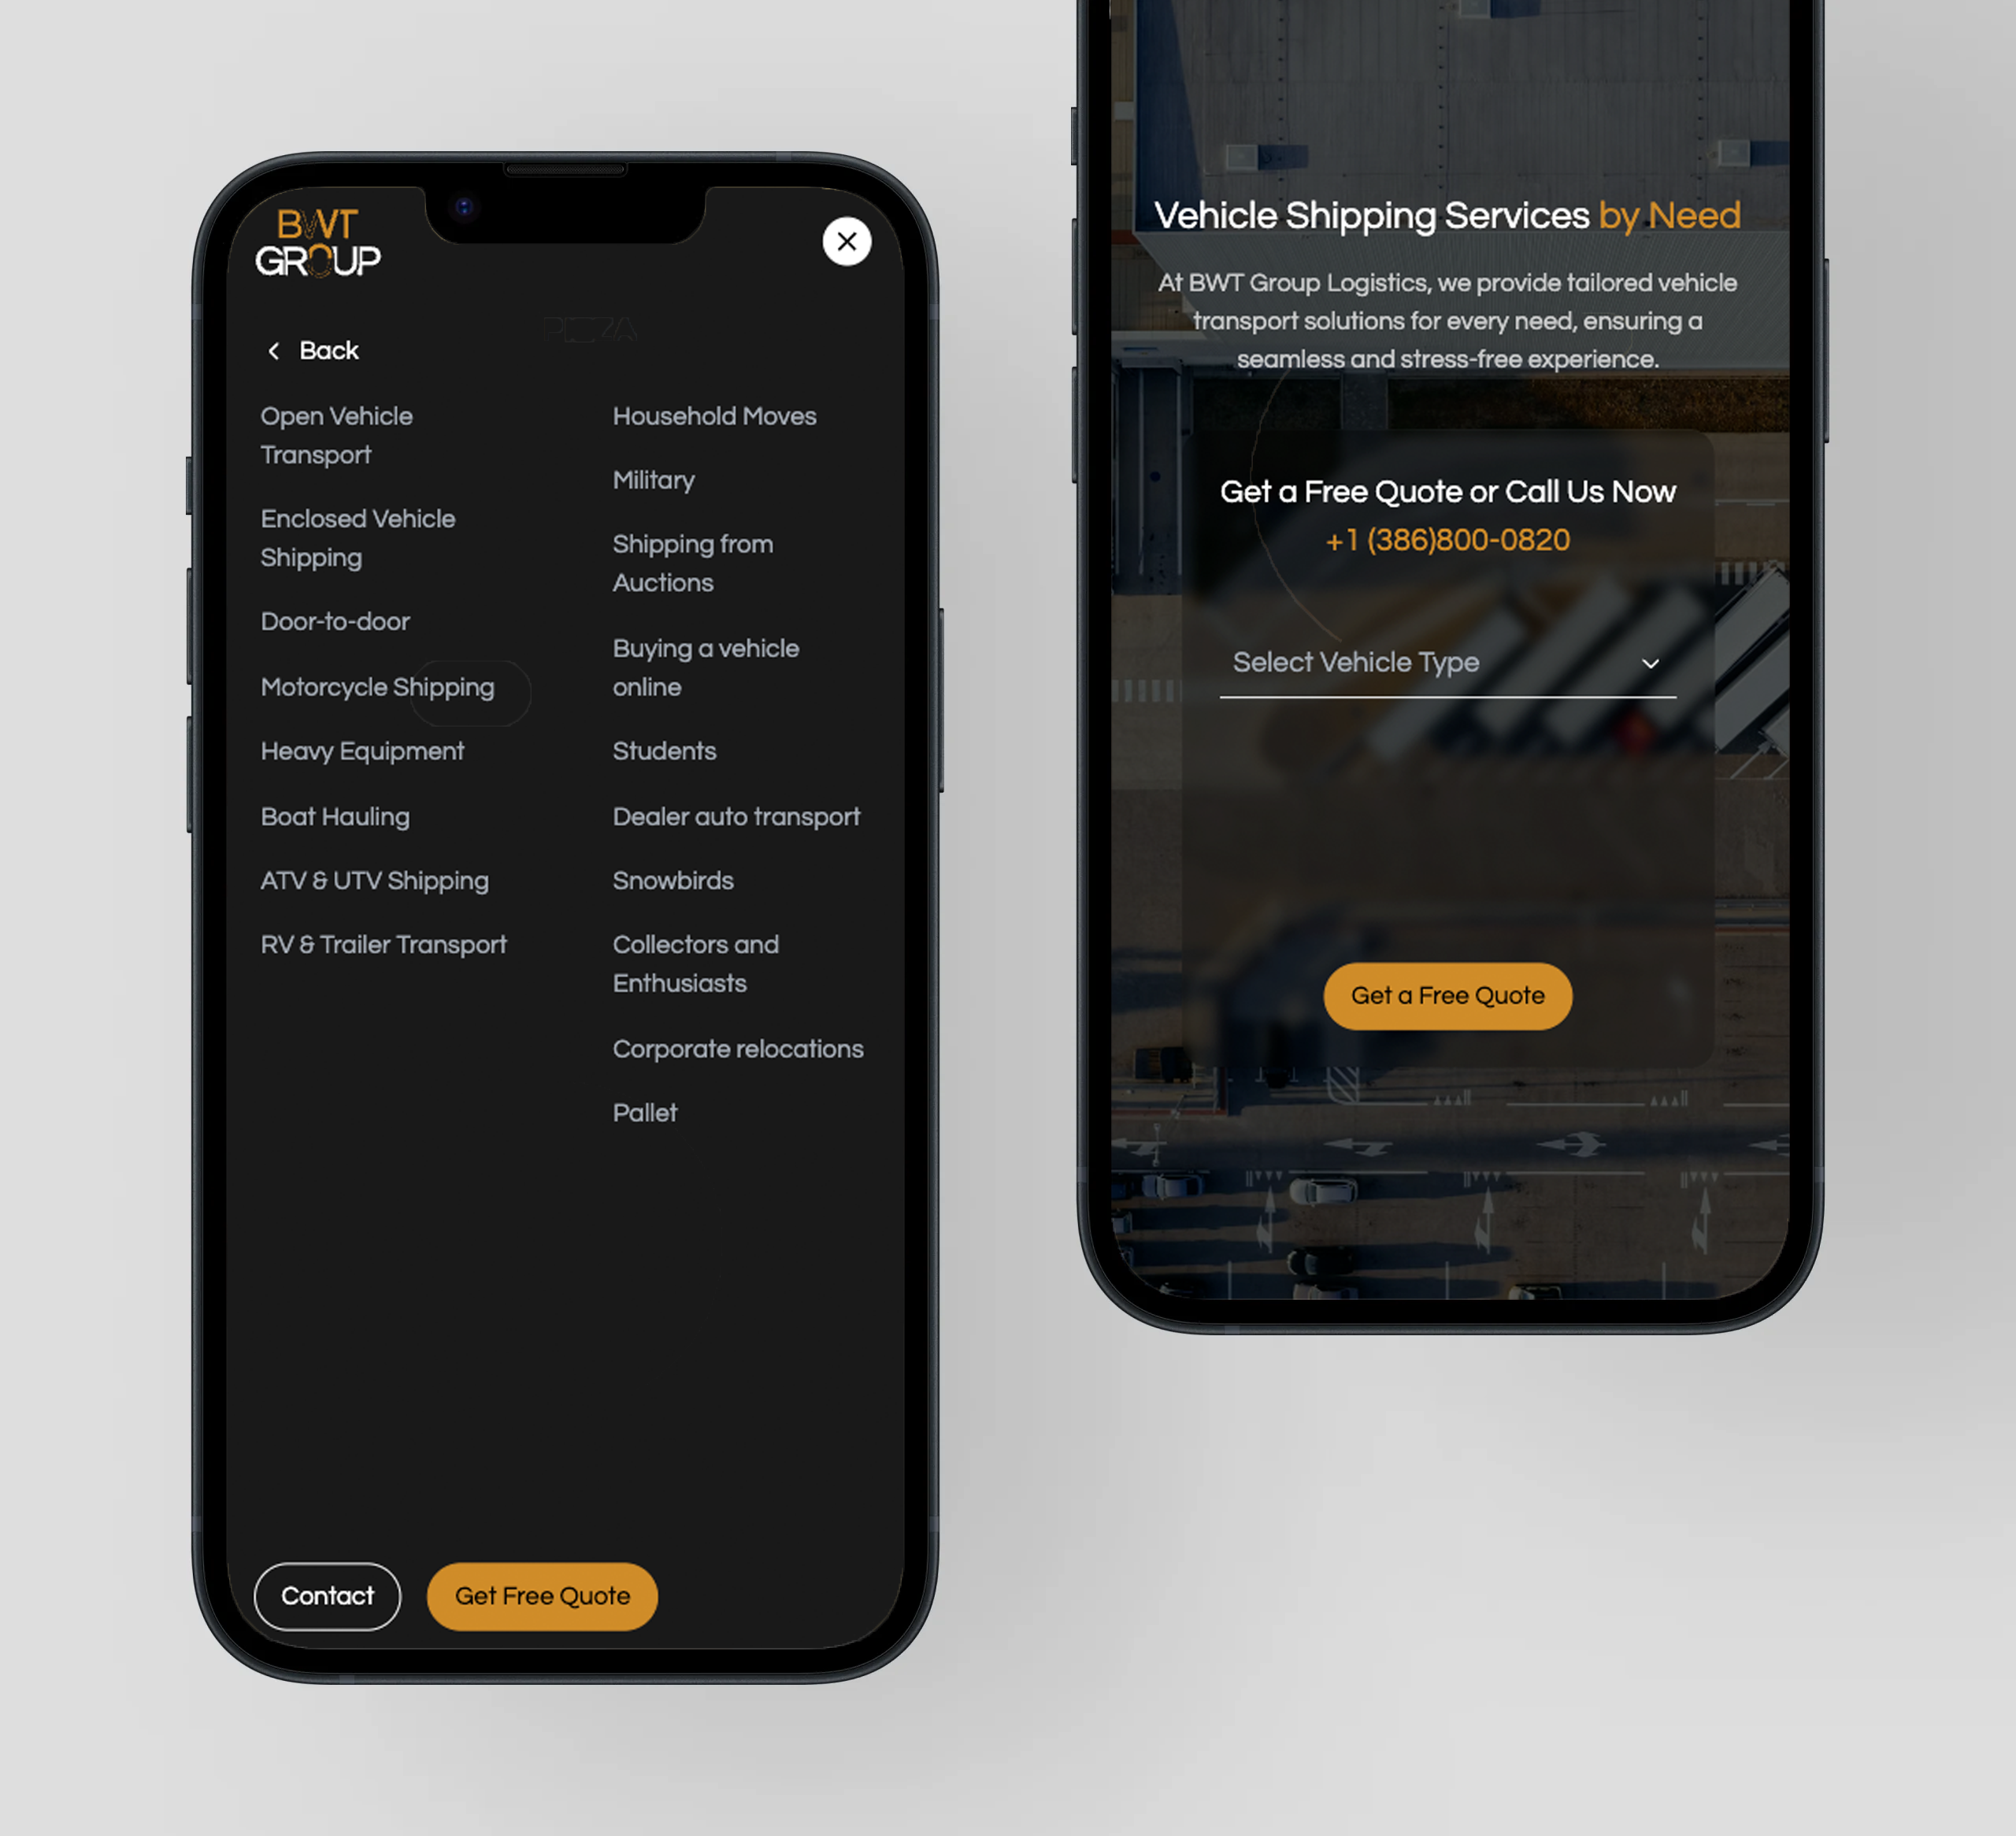 BWT
GROUP
Back
Open Vehicle
Transport
Enclosed Vehicle
Shipping
Door-to-door
Motorcycle Shipping
Heavy Equipment
Boat Hauling
ATV & UTV Shipping
RV & Trailer Transport
Household Moves
Military
Shipping from
Auctions
Buying a vehicle
online
Students
Dealer auto transport
Snowbirds
Collectors and
Enthusiasts
Corporate relocations
Pallet
Contact
Get Free Quote
Vehicle Shipping Services by Need
At BWT Group Logistics, we provide tailored vehicle
transport solutions for every need, ensuring a
seamless and stress-free experience.
Get a Free Quote or Call Us Now
+1 (386)800-0820
Select Vehicle Type
Get a Free Quote